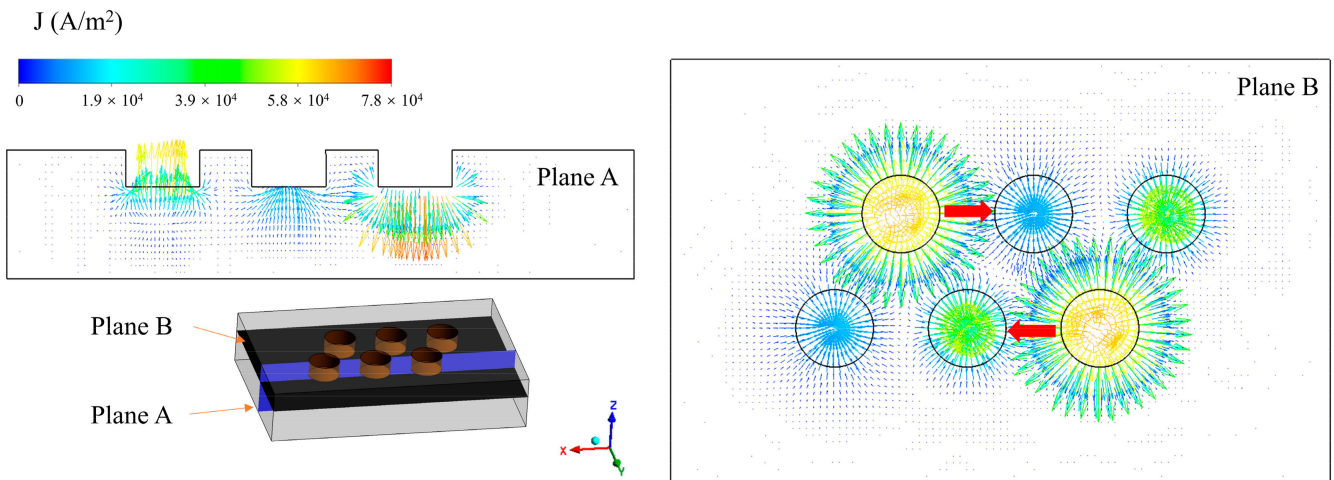 J (A/m²)
0 1.9 × 10⁴ 3.9 × 10⁴ 5.8 × 10⁴ 7.8 × 10⁴
Plane A
Plane B
Plane A
Z
X
Y
Plane B